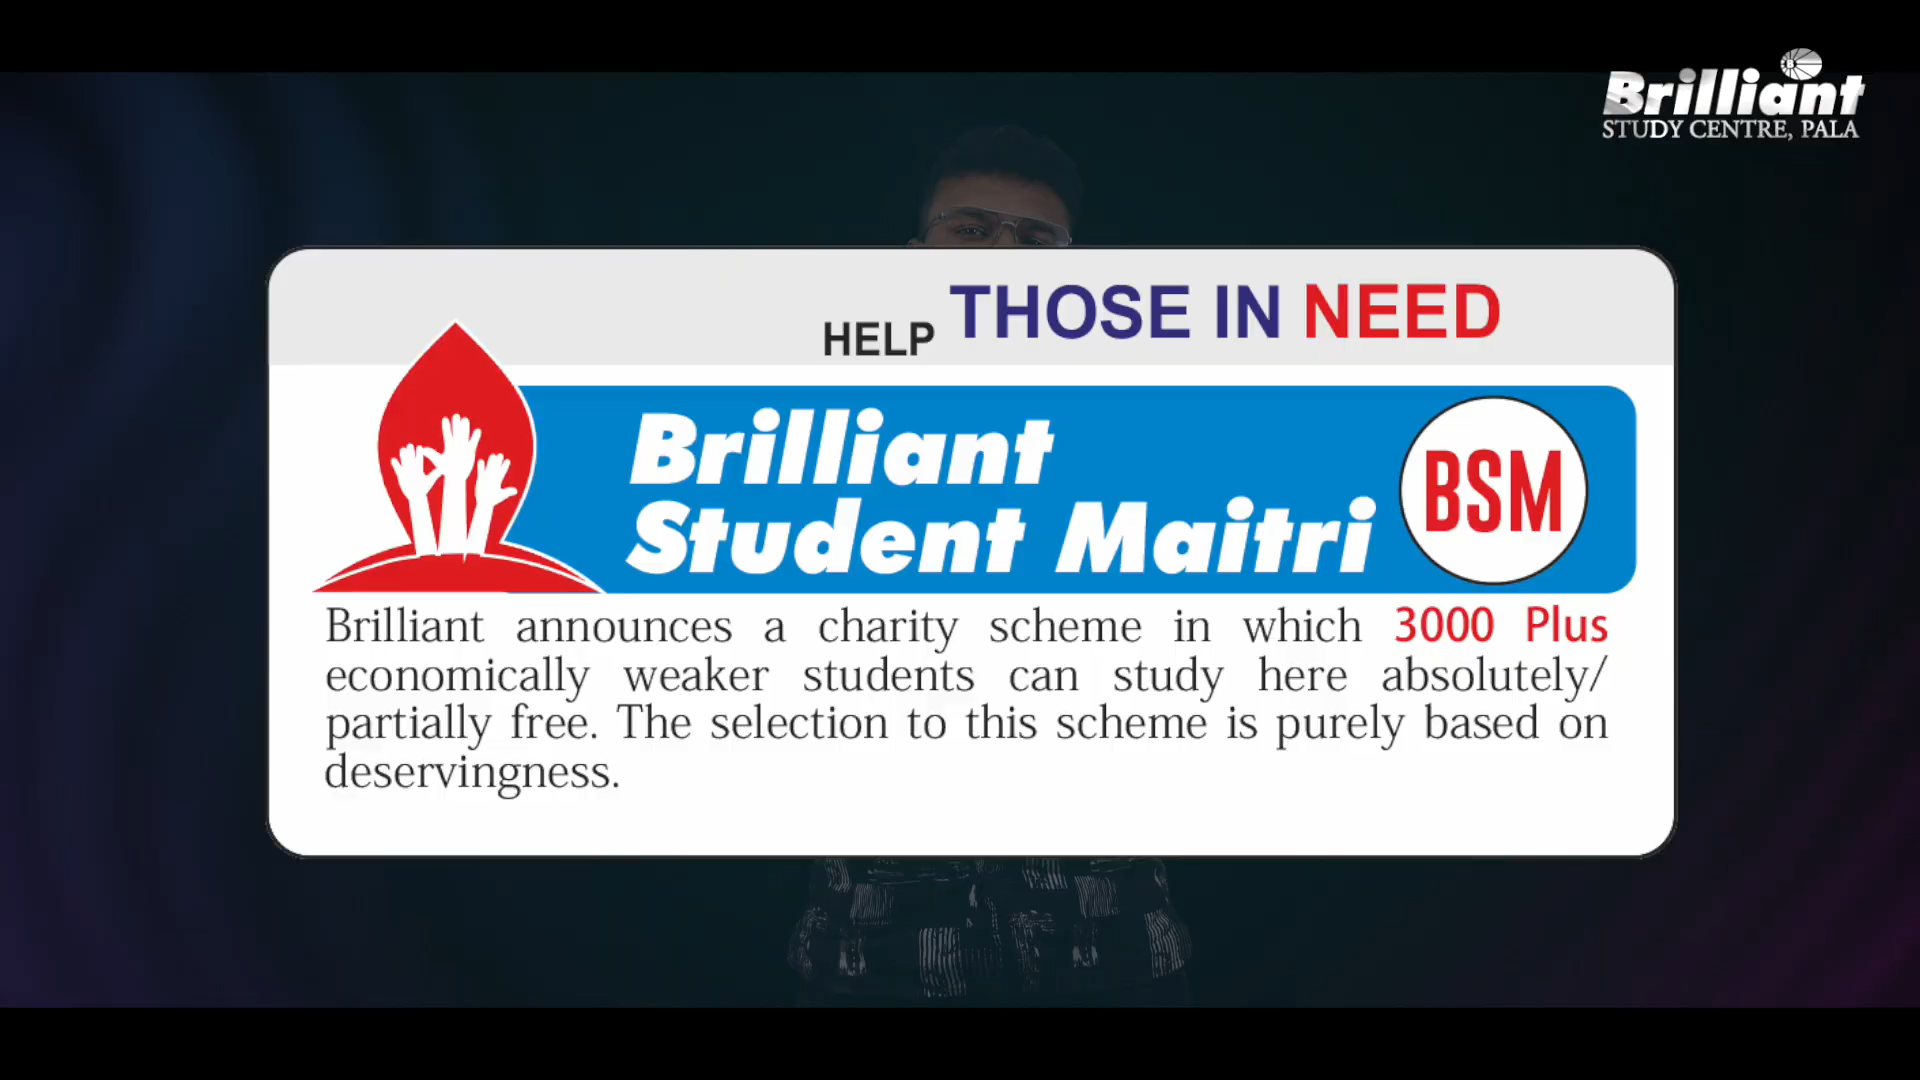 Brilliant
STUDY CENTRE, PALA
HELP THOSE IN NEED
Brilliant
Student Maitri
BSM
Brilliant announces a charity scheme in which 3000 Plus
economically weaker students can study here absolutely/
partially free. The selection to this scheme is purely based on
deservingness.